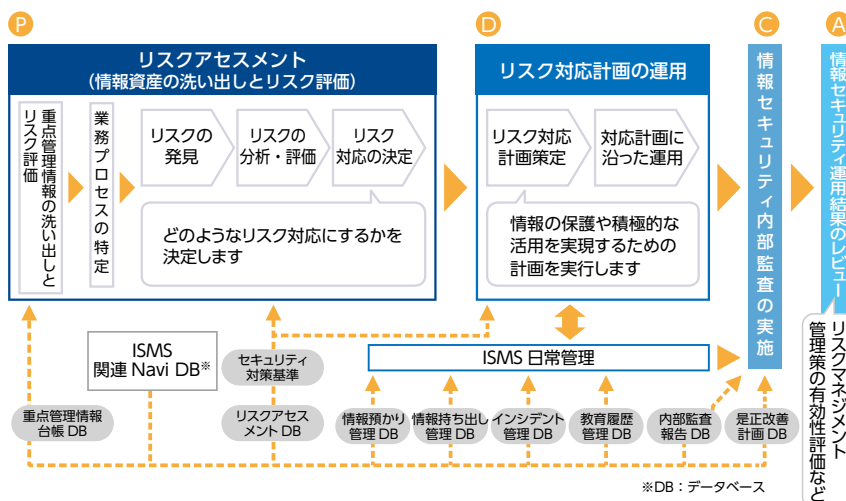 P
D
C
A
リスクアセスメント
(情報資産の洗い出しとリスク評価)
重点管理情報の洗い出しと
リスク評価
業務プロセスの特定
リスクの
発見
リスクの
分析・評価
リスク
対応の決定
どのようなリスク対応にするかを
決定します
リスク対応計画の運用
リスク対応
計画策定
対応計画に
沿った運用
情報の保護や積極的な
活用を実現するための
計画を実行します
情報セキュリティ内部監査の実施
情報セキュリティ運用結果のレビュー
リスクマネジメント
管理策の有効性評価など
ISMS
関連 Navi DB※
セキュリティ
対策基準
ISMS 日常管理
重点管理情報
台帳 DB
リスクアセス
メント DB
情報預かり
管理 DB
情報持ち出し
管理 DB
インシデント
管理 DB
教育履歴
管理 DB
内部監査
報告 DB
是正改善
計画 DB
※DB：データベース